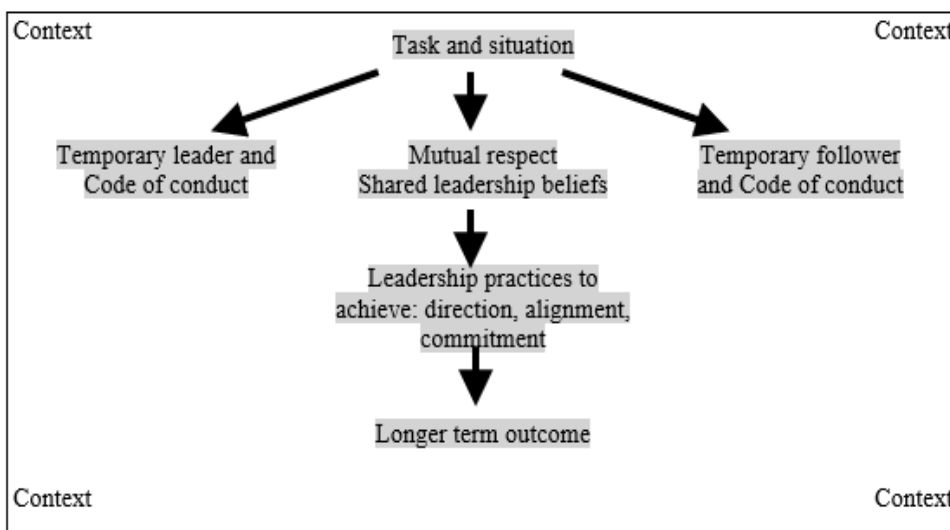 Context
Context
Task and situation
Temporary leader and
Code of conduct
Mutual respect
Shared leadership beliefs
Temporary follower
and Code of conduct
Leadership practices to
achieve: direction, alignment,
commitment
Longer term outcome
Context
Context